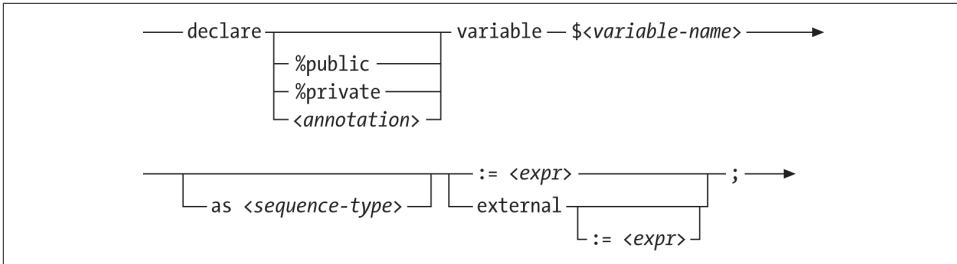 declare variable $<variable-name>
%public
%private
<annotation>
:= <expr> ;
as <sequence-type> external
:= <expr>